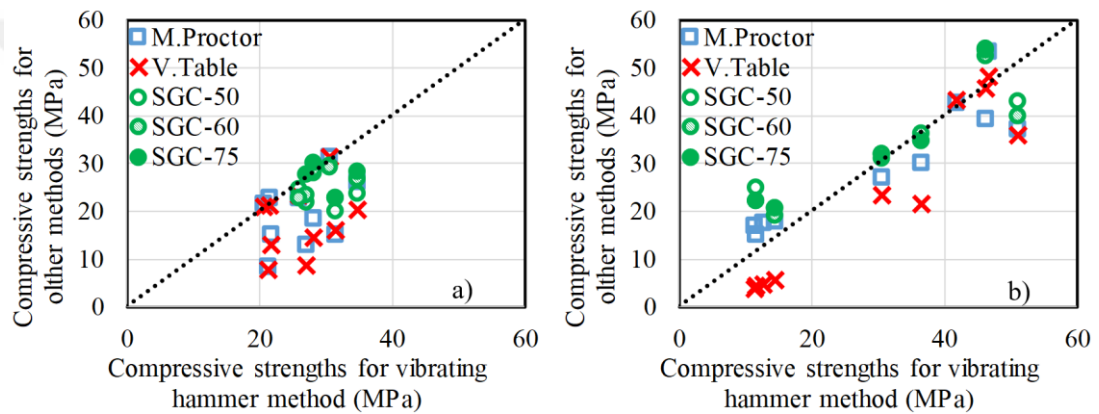 Compressive strengths for
olther methods (MPa)
60
50
40
30
20
10
0
M.Proctor
V.Table
SGC-50
SGC-60
SGC-75
a)
0
20
40
60
Compressive strengths for vibrating
hammer method (MPa)
Compressive strengths for
olther methods (MPa)
60
50
40
30
20
10
0
M.Proctor
V.Table
SGC-50
SGC-60
SGC-75
b)
0
20
40
60
Compressive strengths for vibrating
hammer method (MPa)